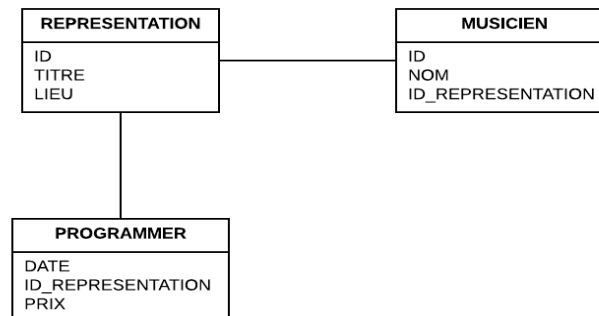 REPRESENTATION
ID
TITRE
LIEU
MUSICIEN
ID
NOM
ID_REPRESENTATION
PROGRAMMER
DATE
ID_REPRESENTATION
PRIX